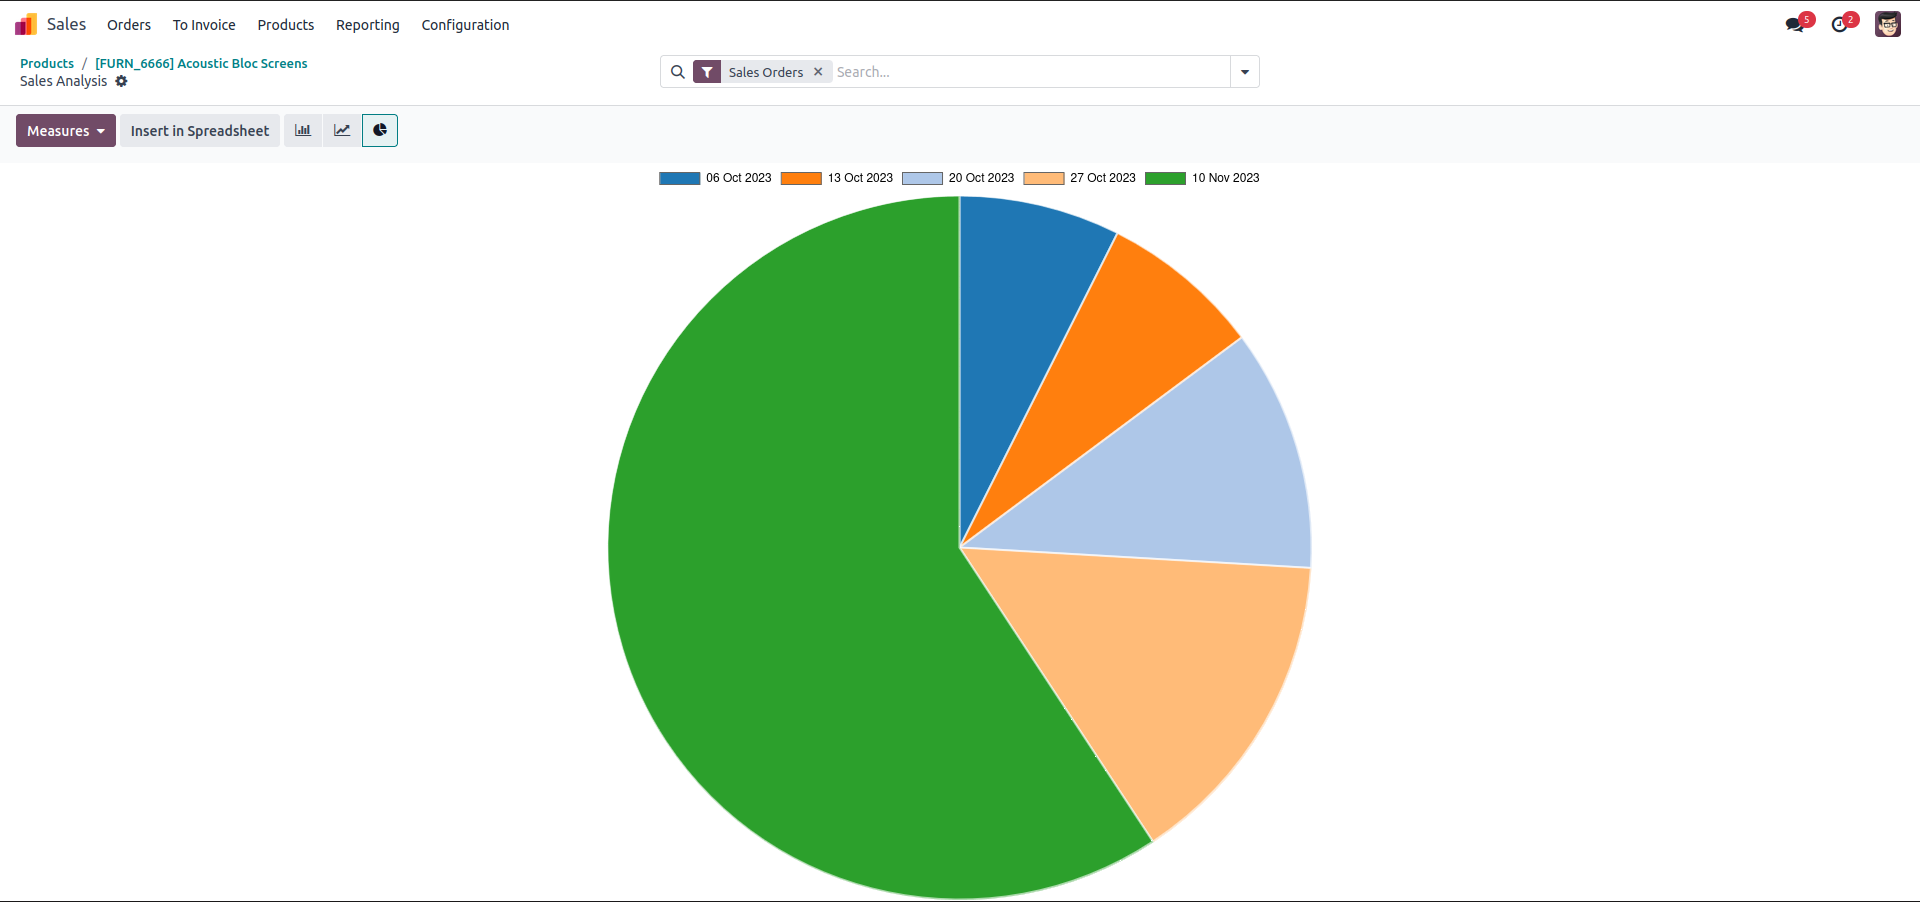 Sales Orders To Invoice Products Reporting Configuration 5 2
Products / [FURN_6666] Acoustic Bloc Screens
Sales Analysis
Sales Orders × Search...
Measures Insert in Spreadsheet
06 Oct 2023 13 Oct 2023 20 Oct 2023 27 Oct 2023 10 Nov 2023